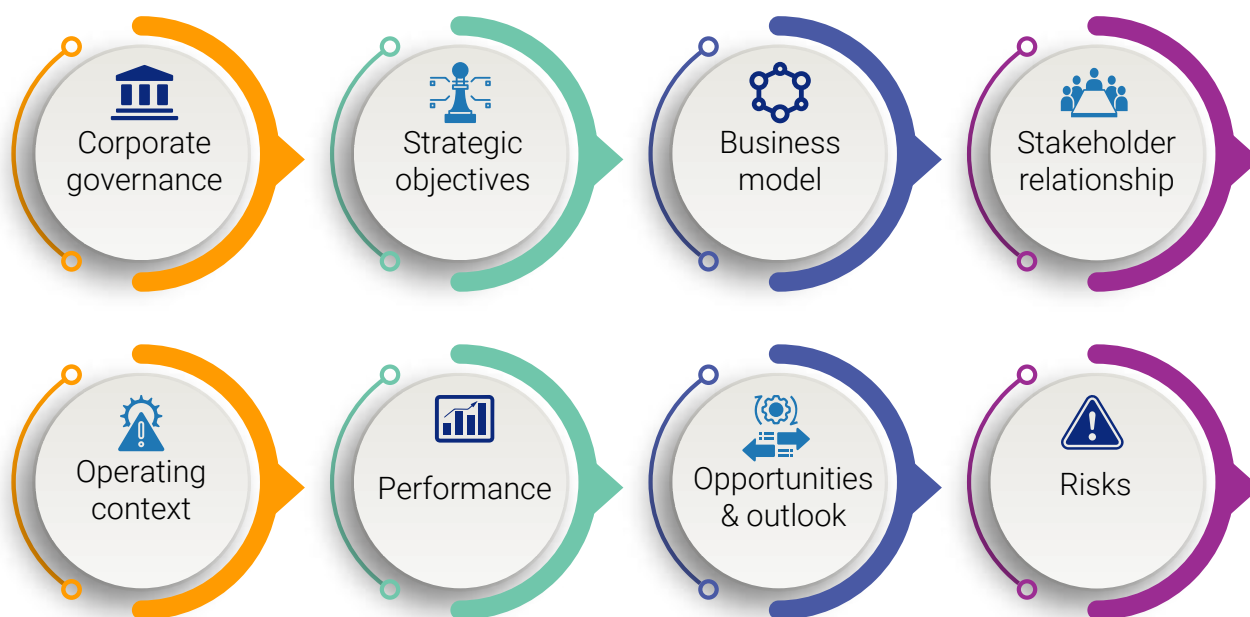 Corporate
governance
Strategic
objectives
Business
model
Stakeholder
relationship
Operating
context
Performance
Opportunities
& outlook
Risks